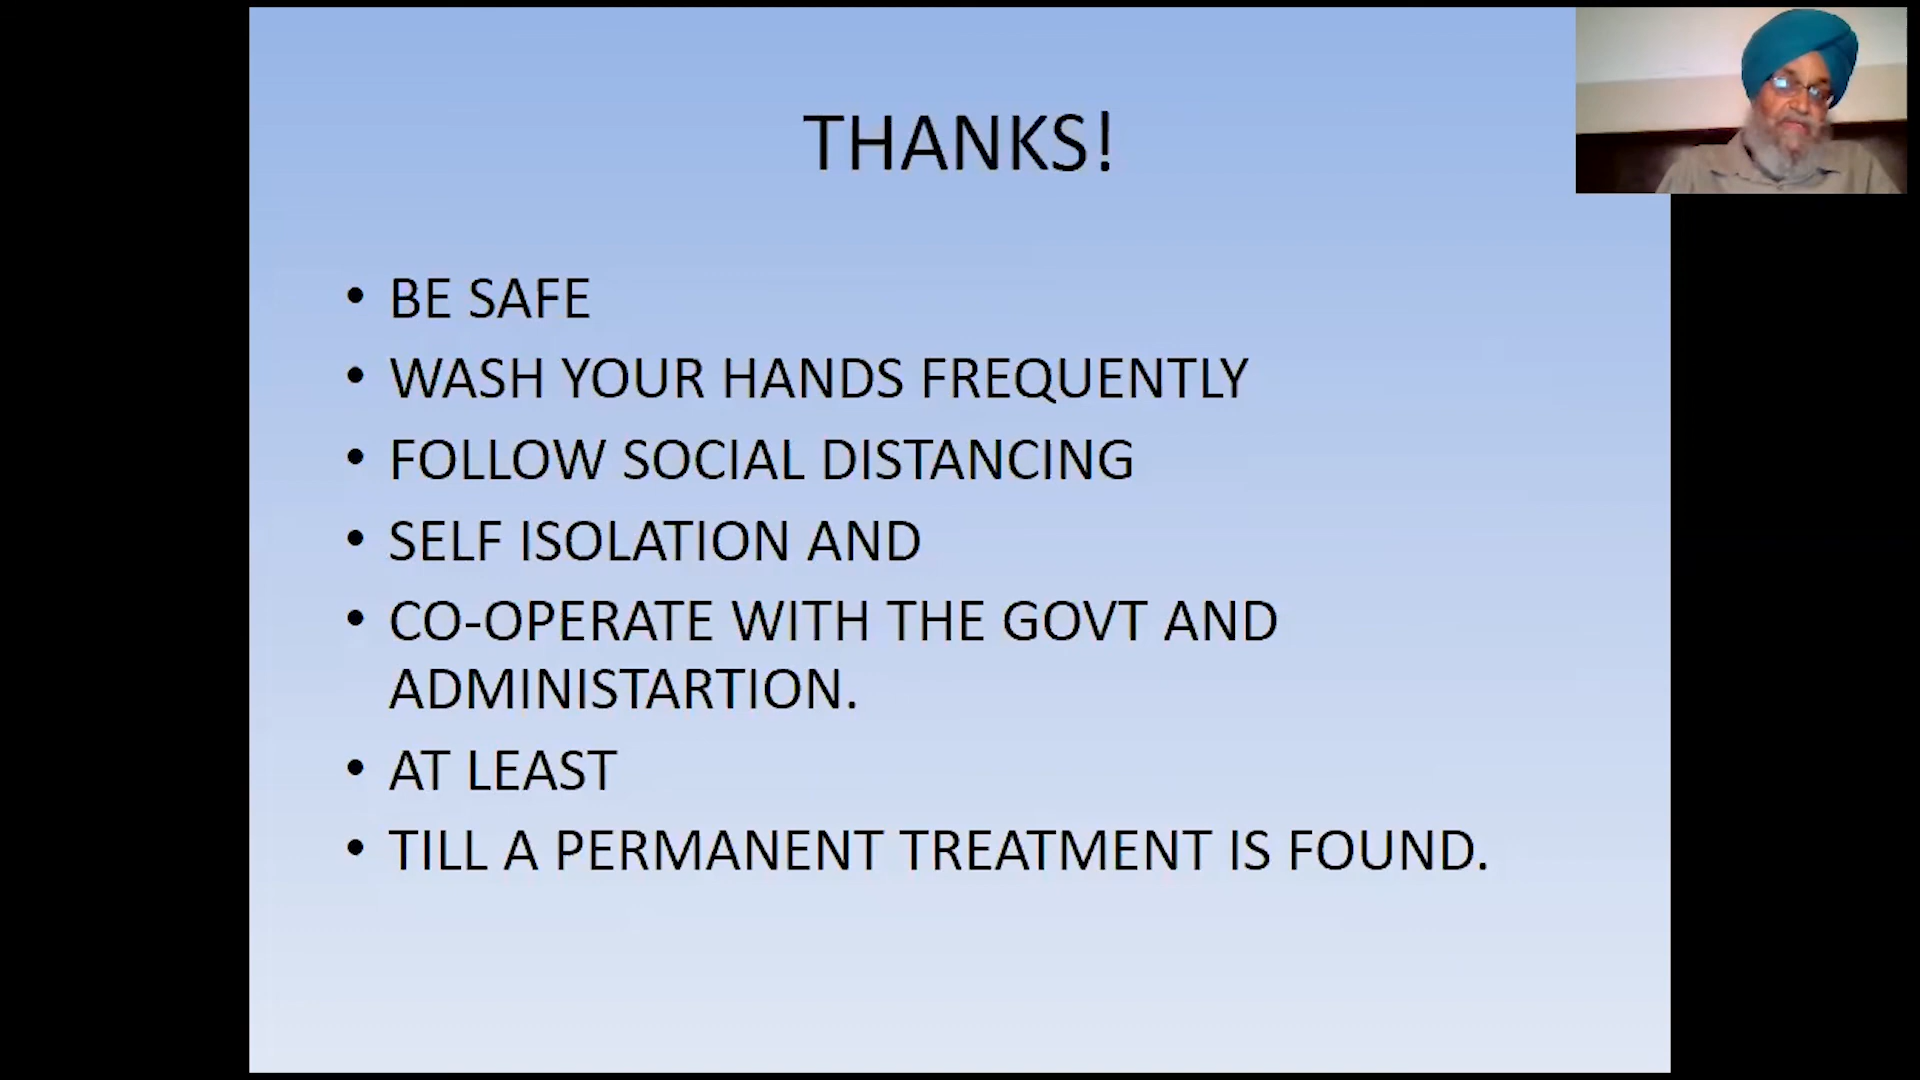 THANKS!
• BE SAFE
• WASH YOUR HANDS FREQUENTLY
• FOLLOW SOCIAL DISTANCING
• SELF ISOLATION AND
• CO-OPERATE WITH THE GOVT AND
ADMINISTARTION.
• AT LEAST
• TILL A PERMANENT TREATMENT IS FOUND.